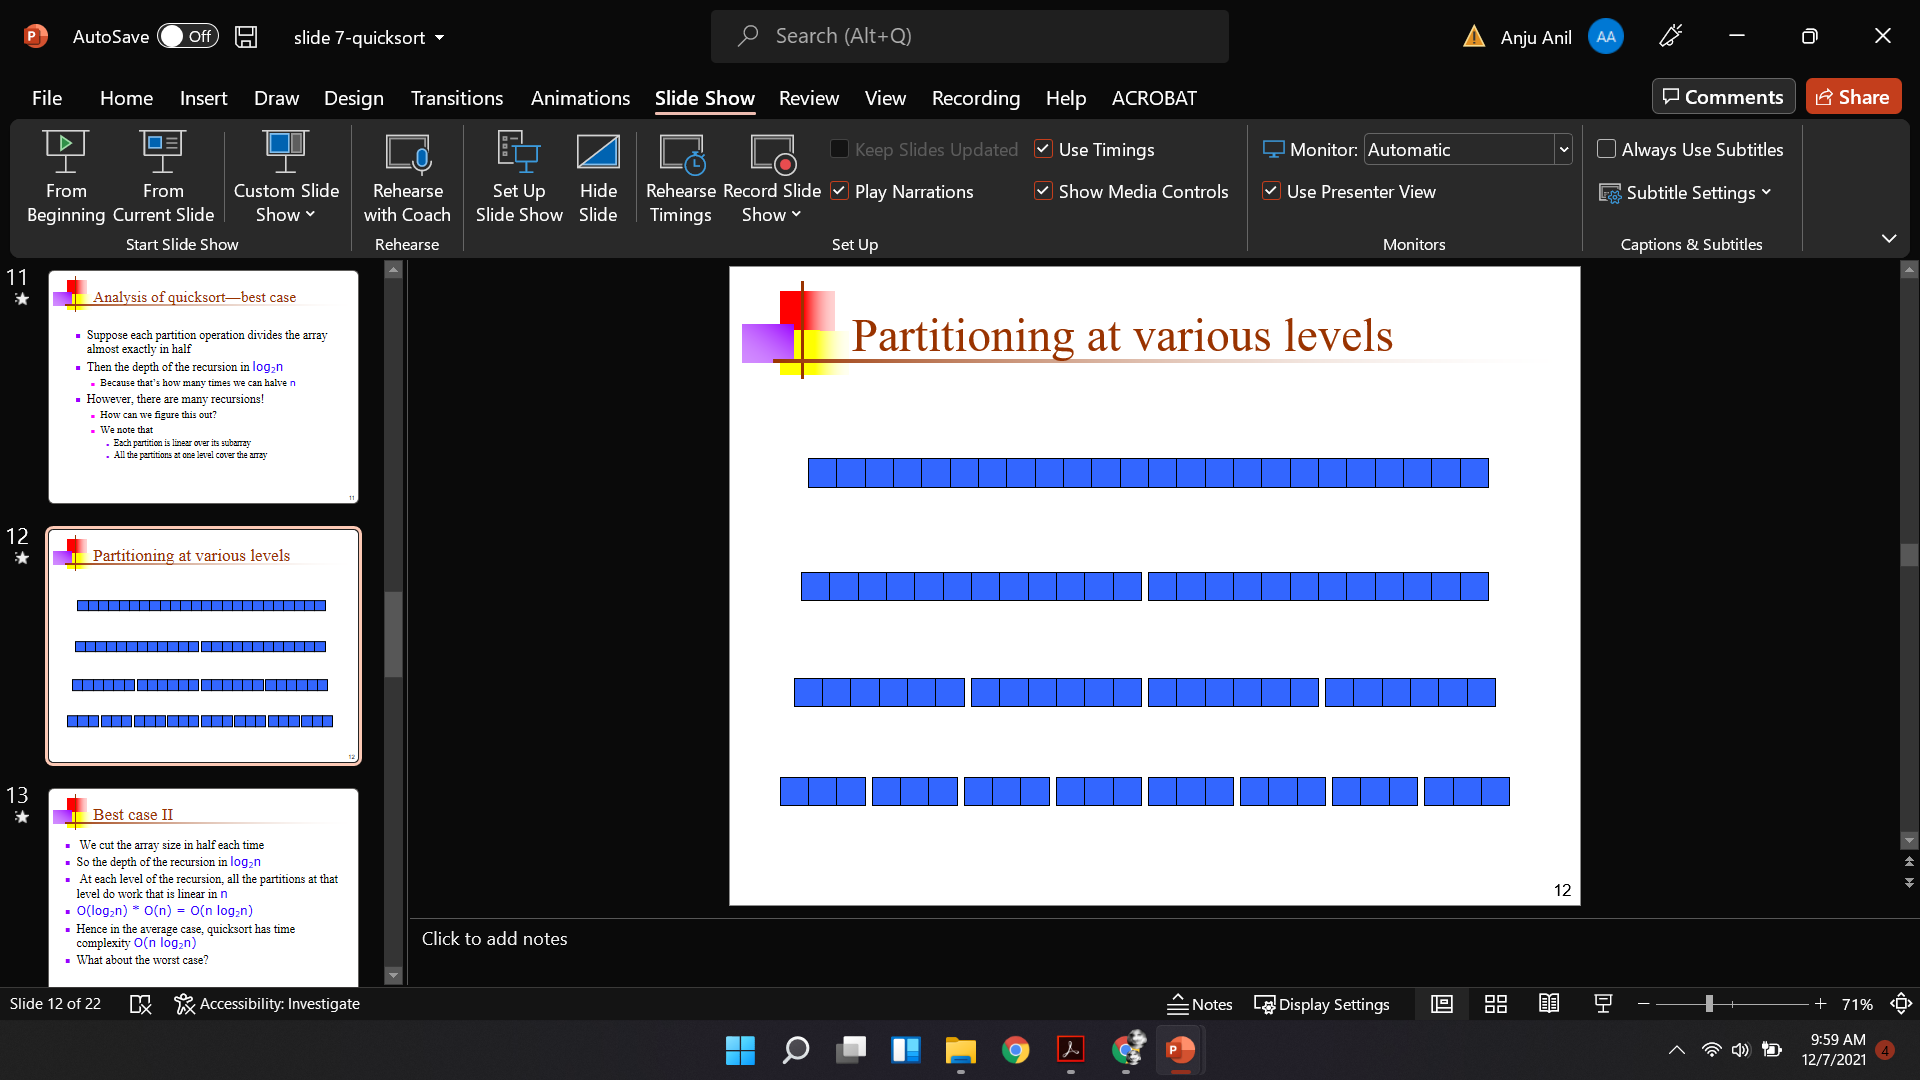 AutoSave Off slide 7-quicksort Search (Alt+Q) Anju Anil AA
File Home Insert Draw Design Transitions Animations Slide Show Review View Recording Help ACROBAT Comments Share
From Beginning
From Current Slide
Custom Slide Show
Start Slide Show
Rehearse with Coach
Rehearse
Set Up Slide Show
Hide Slide
Rehearse Timings
Record Slide Show
Keep Slides Updated
Play Narrations
Use Timings
Show Media Controls
Set Up
Monitor: Automatic
Use Presenter View
Monitors
Always Use Subtitles
Subtitle Settings
Captions & Subtitles
11
Analysis of quicksort—best case
Suppose each partition operation divides the array
almost exactly in half
Then the depth of the recursion in log₂n
Because that's how many times we can halve n
However, there are many recursions!
How can we figure this out?
We note that
Each partition is linear over its subarray
All the partitions at one level cover the array
11
12
Partitioning at various levels
12
13
Best case II
We cut the array size in half each time
So the depth of the recursion in log₂n
At each level of the recursion, all the partitions at that
level do work that is linear in n
O(log₂n) * O(n) = O(n log₂n)
Hence in the average case, quicksort has time
complexity O(n log₂n)
What about the worst case?
Partitioning at various levels
12
Click to add notes
Slide 12 of 22 Accessibility: Investigate Notes Display Settings 71%
9:59 AM
12/7/2021
4